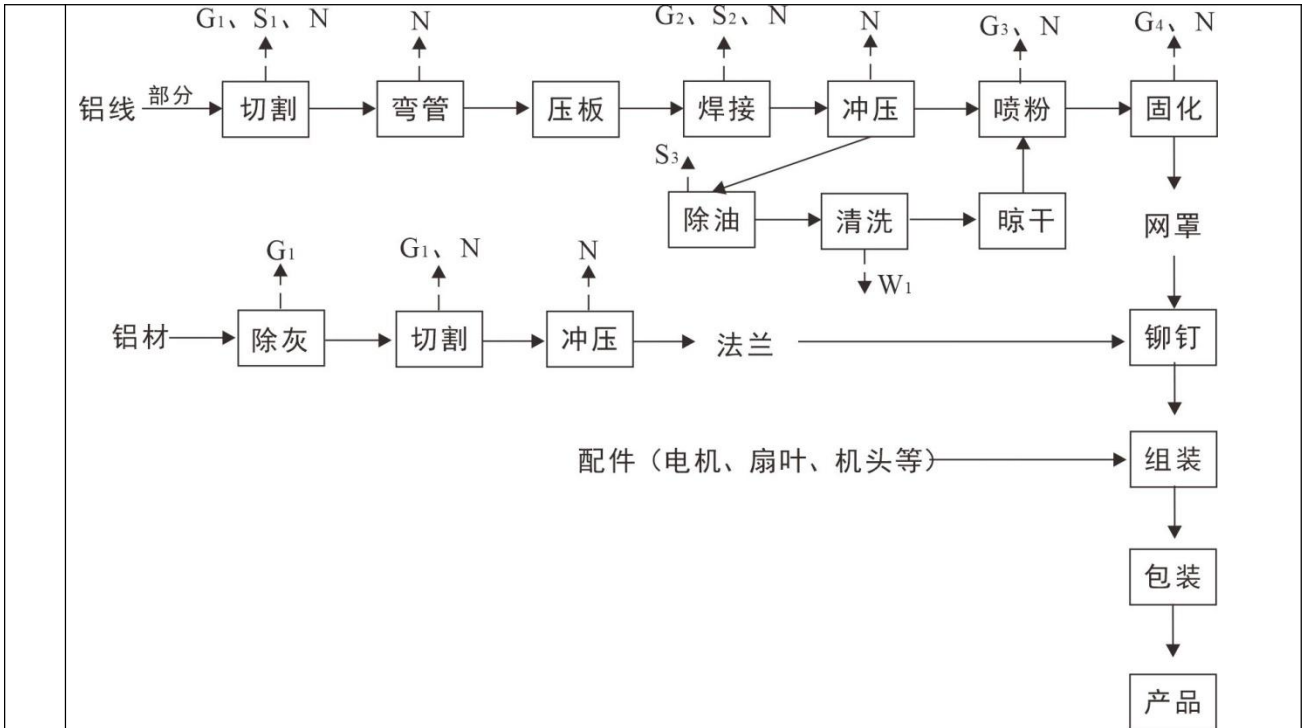 G₁、S₁、N N G₂、S₂、N N G₃、N G₄、N
铝线 部分 切割 弯管 压板 焊接 冲压 喷粉 固化
S₃
除油 清洗 晾干 网罩
W₁
G₁ G₁、N N
铝材 除灰 切割 冲压 法兰 铆钉
配件（电机、扇叶、机头等） 组装
包装
产品